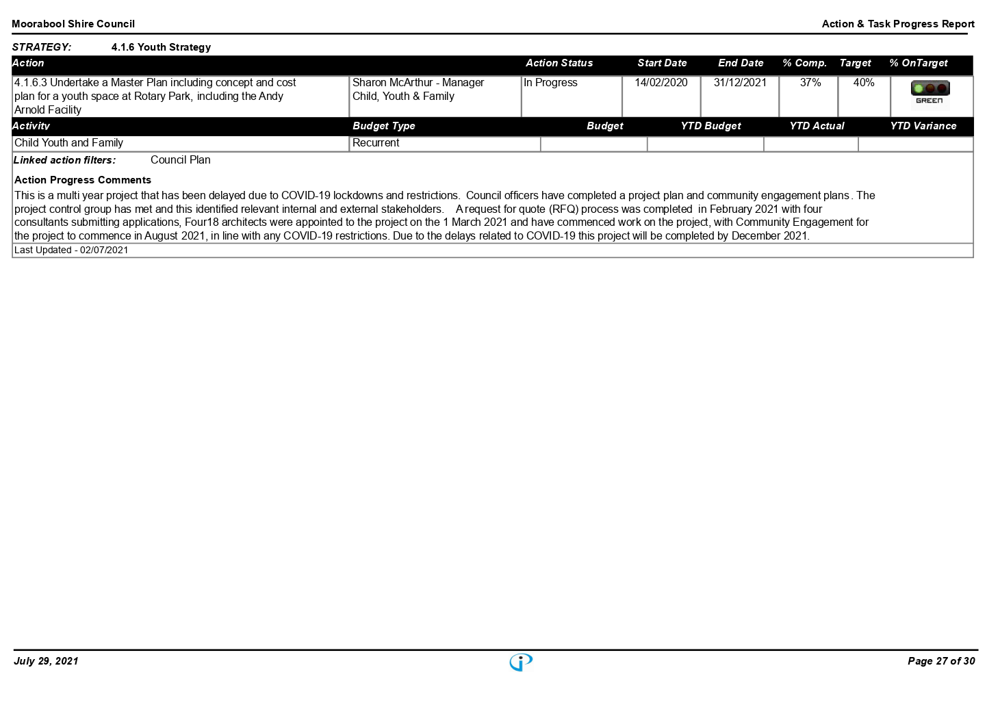 Moorabool Shire Council Action & Task Progress Report
STRATEGY: 4.1.6 Youth Strategy
Action Action Status Start Date End Date % Comp. Target % OnTarget
4.1.6.3 Undertake a Master Plan including concept and cost Sharon McArthur - Manager In Progress 14/02/2020 31/12/2021 37% 40%
plan for a youth space at Rotary Park, including the Andy Child, Youth & Family GREEN
Arnold Facility
Activity Budget Type Budget YTD Budget YTD Actual YTD Variance
Child Youth and Family Recurrent
Linked action filters: Council Plan
Action Progress Comments
This is a multi year project that has been delayed due to COVID-19 lockdowns and restrictions. Council officers have completed a project plan and community engagement plans. The
project control group has met and this identified relevant internal and external stakeholders. A request for quote (RFQ) process was completed in February 2021 with four
consultants submitting applications, Four18 architects were appointed to the project on the 1 March 2021 and have commenced work on the project, with Community Engagement for
the project to commence in August 2021, in line with any COVID-19 restrictions. Due to the delays related to COVID-19 this project will be completed by December 2021.
Last Updated - 02/07/2021
July 29, 2021 Page 27 of 30